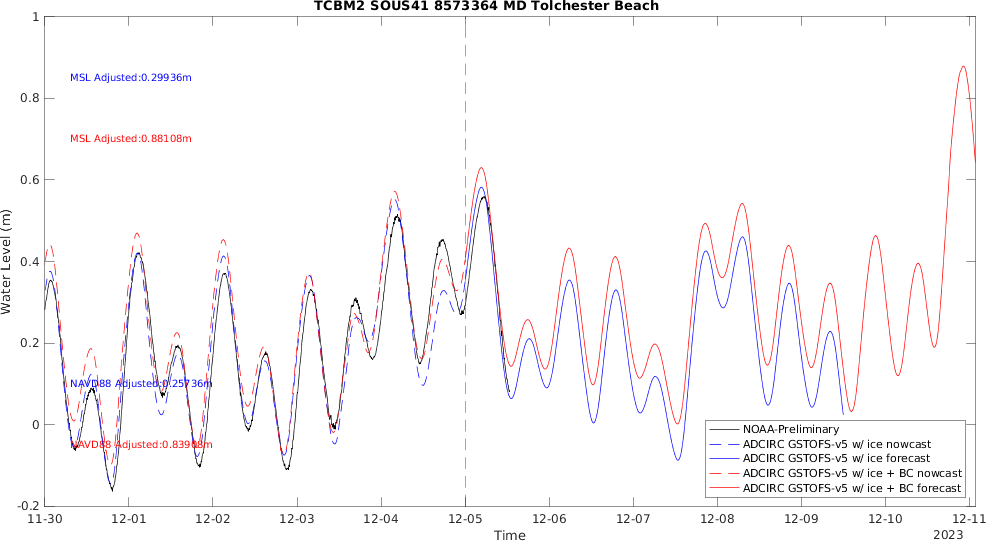 TCBM2 SOUS41 8573364 MD Tolchester Beach
Water Level (m)
1
0.8
0.6
0.4
0.2
0
-0.2
MSL Adjusted:0.29936m
MSL Adjusted:0.88108m
NAVD88 Adjusted:0.25736m
NAVD88 Adjusted:0.83908m
NOAA-Preliminary
ADCIRC GSTOFS-v5 w/ ice nowcast
ADCIRC GSTOFS-v5 w/ ice forecast
ADCIRC GSTOFS-v5 w/ ice + BC nowcast
ADCIRC GSTOFS-v5 w/ ice + BC forecast
11-30 12-01 12-02 12-03 12-04 12-05 12-06 12-07 12-08 12-09 12-10 12-11
Time
2023